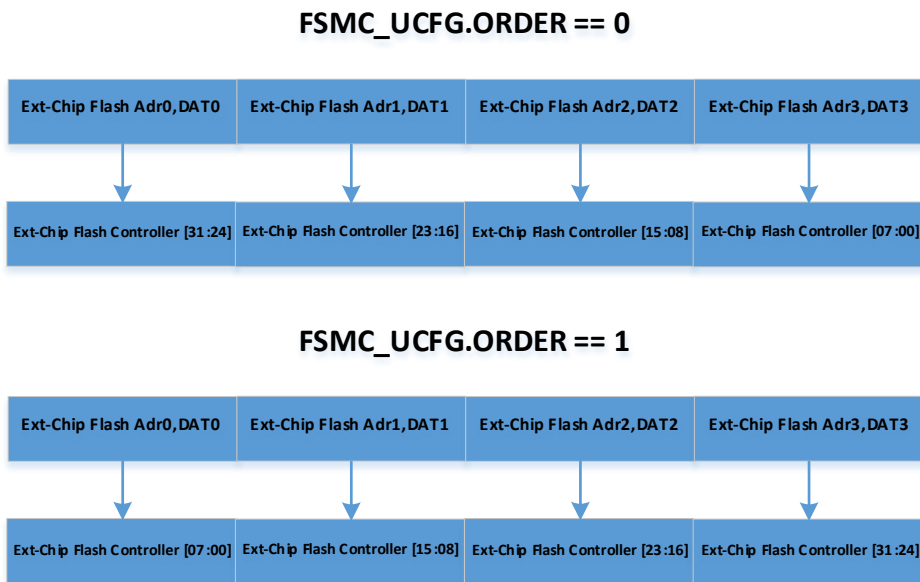 FSMC_UCFG.ORDER == 0
Ext-Chip Flash Adr0,DAT0 Ext-Chip Flash Adr1,DAT1 Ext-Chip Flash Adr2,DAT2 Ext-Chip Flash Adr3,DAT3
Ext-Chip Flash Controller [31:24] Ext-Chip Flash Controller [23:16] Ext-Chip Flash Controller [15:08] Ext-Chip Flash Controller [07:00]
FSMC_UCFG.ORDER == 1
Ext-Chip Flash Adr0,DAT0 Ext-Chip Flash Adr1,DAT1 Ext-Chip Flash Adr2,DAT2 Ext-Chip Flash Adr3,DAT3
Ext-Chip Flash Controller [07:00] Ext-Chip Flash Controller [15:08] Ext-Chip Flash Controller [23:16] Ext-Chip Flash Controller [31:24]